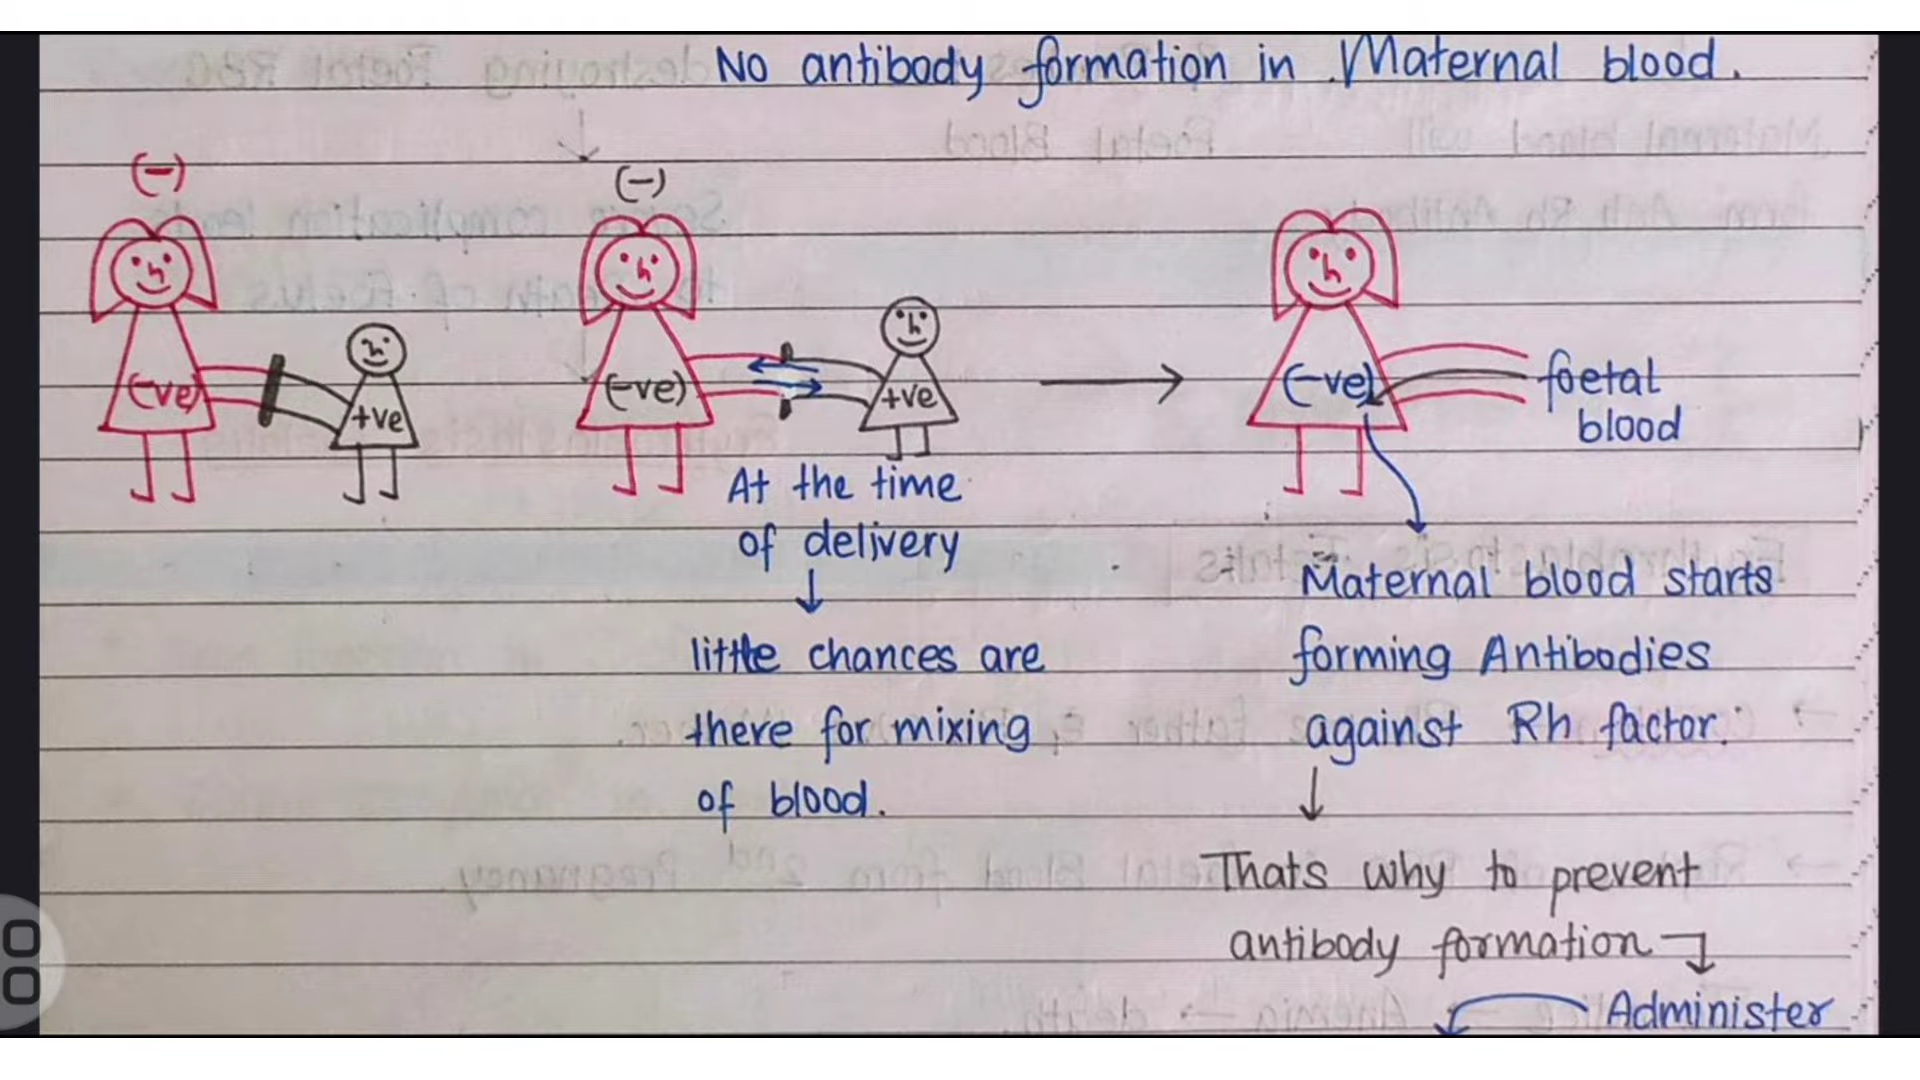 No antibody formation in Maternal blood.
(-)
(-)
(-ve)
+ve
(-ve)
+ve
(-ve)
foetal
blood
At the time
of delivery
↓
little chances are
there for mixing
of blood.
Maternal blood starts
forming Antibodies
against Rh factor.
↓
Thats why to prevent
antibody formation
Administer